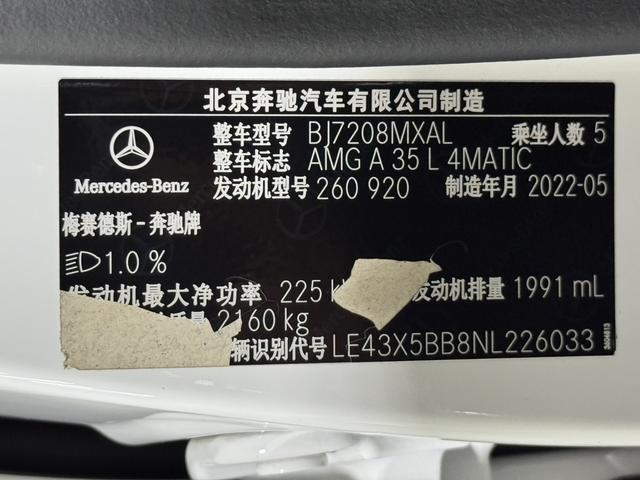 北京奔驰汽车有限公司制造
整车型号 BJ7208MXAL 乘坐人数 5
整车标志 AMG A 35 L 4MATIC
Mercedes-Benz
发动机型号 260 920 制造年月 2022-05
梅赛德斯-奔驰牌
1.0 %
发动机最大净功率 225 k 发动机排量 1991 mL
质量 2160 kg
辆识别代号 LE43X5BB8NL226033